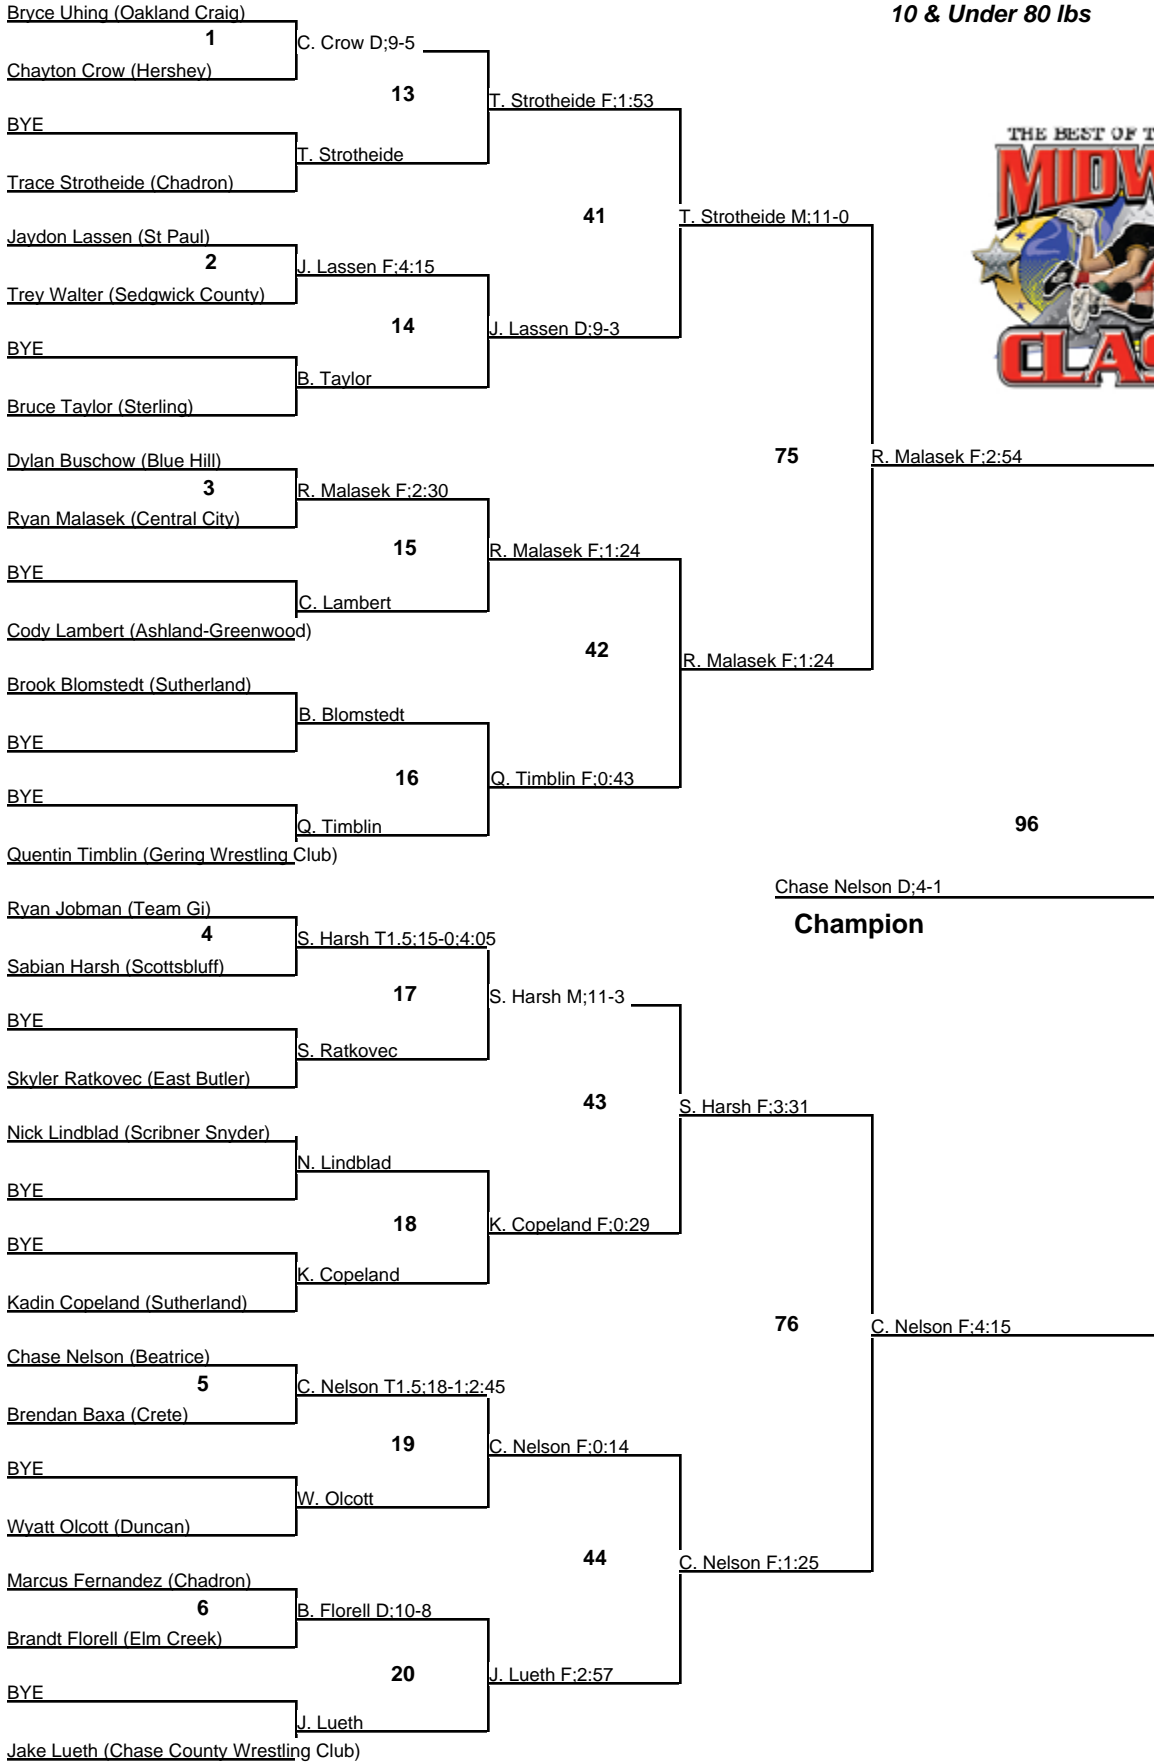 Bryce Uhing (Oakland Craig)
10 & Under 80 lbs
1
C. Crow D;9-5
Chayton Crow (Hershey)
13
T. Strotheide F;1:53
BYE
T. Strotheide
Trace Strotheide (Chadron)
THE BEST OF T
MIDW
CLAS
41
T. Strotheide M;11-0
Jaydon Lassen (St Paul)
2
J. Lassen F;4:15
Trey Walter (Sedgwick County)
14
J. Lassen D;9-3
BYE
B. Taylor
Bruce Taylor (Sterling)
75
R. Malasek F;2:54
Dylan Buschow (Blue Hill)
3
R. Malasek F;2:30
Ryan Malasek (Central City)
15
R. Malasek F;1:24
BYE
C. Lambert
Cody Lambert (Ashland-Greenwood)
42
R. Malasek F;1:24
Brook Blomstedt (Sutherland)
B. Blomstedt
BYE
16
Q. Timblin F;0:43
BYE
Q. Timblin
Quentin Timblin (Gering Wrestling Club)
96
Chase Nelson D;4-1
Champion
Ryan Jobman (Team Gi)
4
S. Harsh T1.5;15-0;4:05
Sabian Harsh (Scottsbluff)
17
S. Harsh M;11-3
BYE
S. Ratkovec
Skyler Ratkovec (East Butler)
43
S. Harsh F;3:31
Nick Lindblad (Scribner Snyder)
N. Lindblad
BYE
18
K. Copeland F;0:29
BYE
K. Copeland
Kadin Copeland (Sutherland)
76
C. Nelson F;4:15
Chase Nelson (Beatrice)
5
C. Nelson T1.5;18-1;2:45
Brendan Baxa (Crete)
19
C. Nelson F;0:14
BYE
W. Olcott
Wyatt Olcott (Duncan)
44
C. Nelson F;1:25
Marcus Fernandez (Chadron)
6
B. Florell D;10-8
Brandt Florell (Elm Creek)
20
J. Lueth F;2:57
BYE
J. Lueth
Jake Lueth (Chase County Wrestling Club)